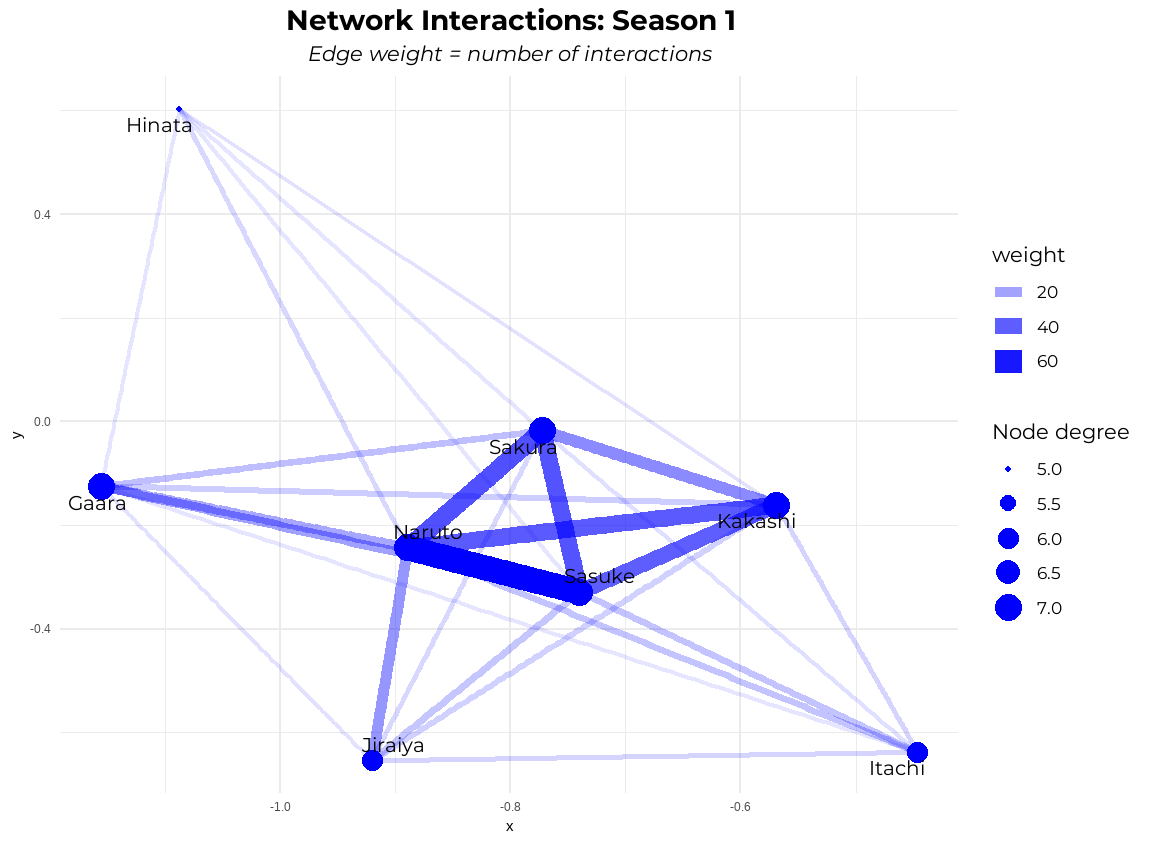 Network Interactions: Season 1
Edge weight = number of interactions
Hinata
0.4
0.0
-0.4
y
Sakura
Gaara
Kakashi
Naruto
Sasuke
Jiraiya
Itachi
-1.0
-0.8
-0.6
x
weight
20
40
60
Node degree
5.0
5.5
6.0
6.5
7.0